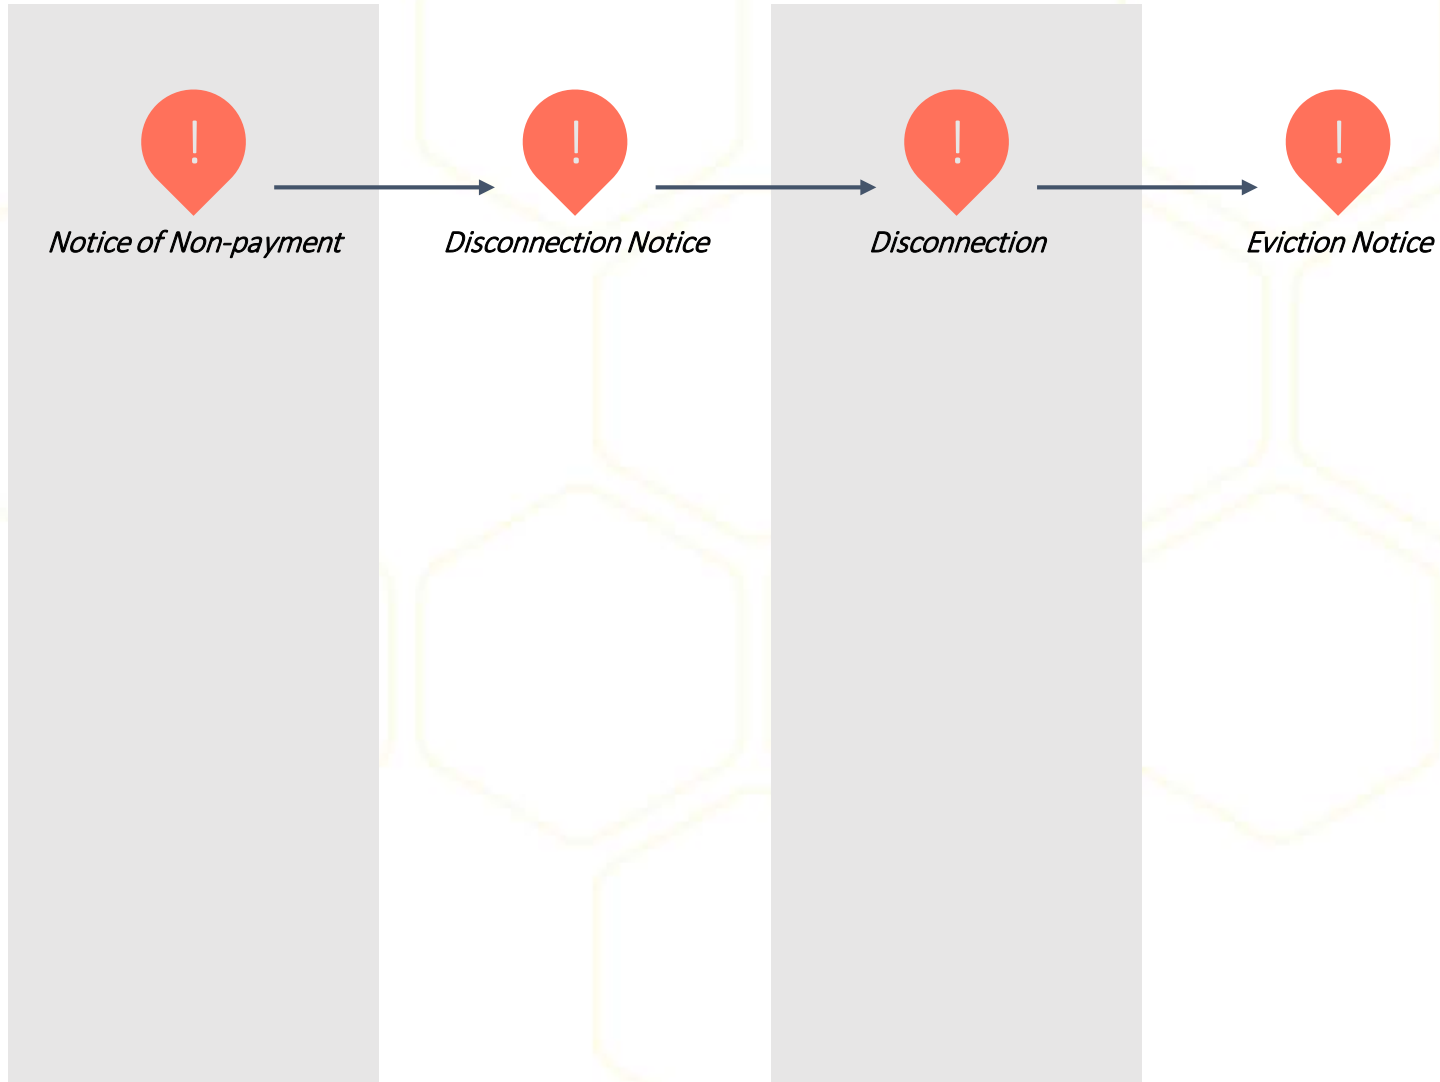 !
!
!
!
Notice of Non-payment
Disconnection Notice
Disconnection
Eviction Notice